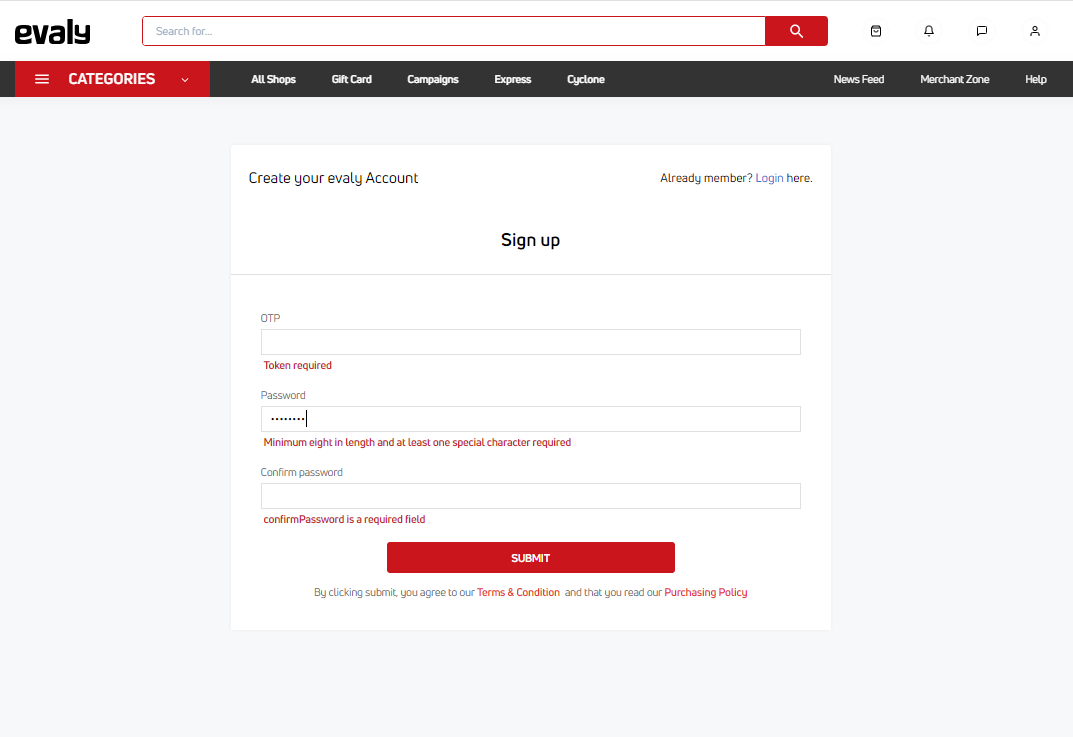 evaly
Search for...
CATEGORIES All Shops Gift Card Campaigns Express Cyclone News Feed Merchant Zone Help
Create your evaly Account Already member? Login here.
Sign up
OTP
Token required
Password
Minimum eight in length and at least one special character required
Confirm password
confirmPassword is a required field
SUBMIT
By clicking submit, you agree to our Terms & Condition and that you read our Purchasing Policy